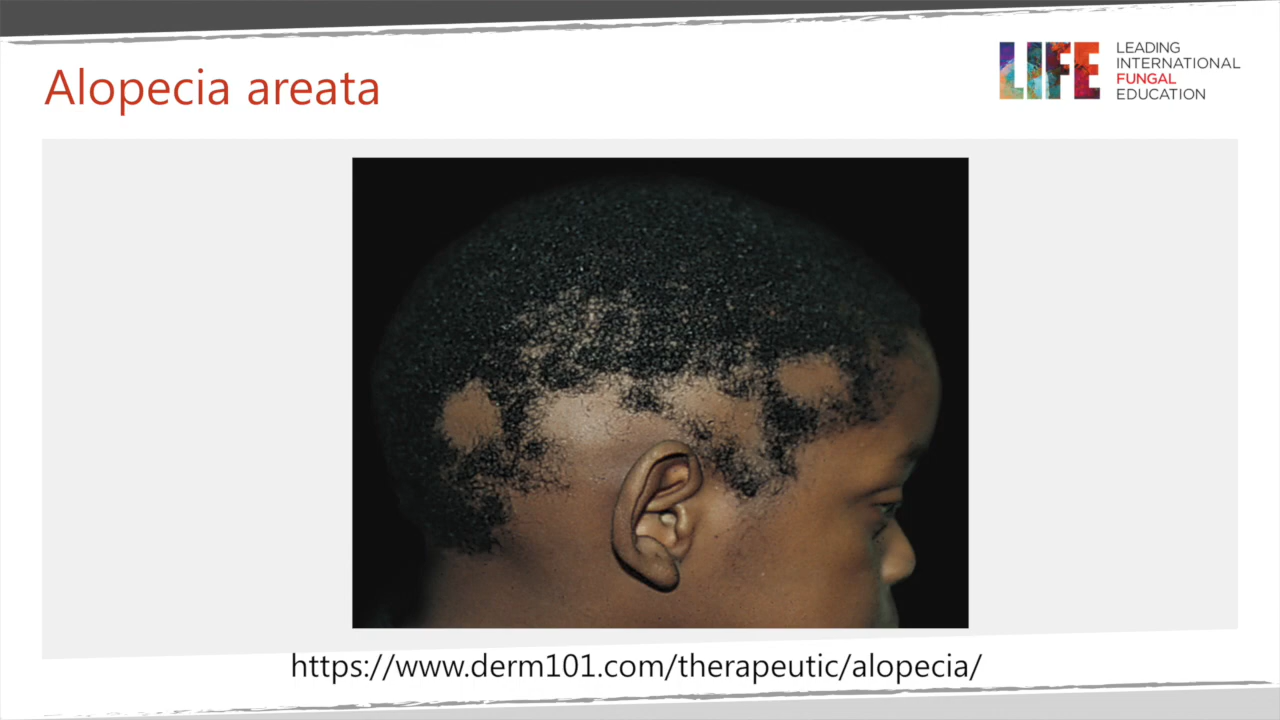 Alopecia areata
LIFE
LEADING
INTERNATIONAL
FUNGAL
EDUCATION
https://www.derm101.com/therapeutic/alopecia/